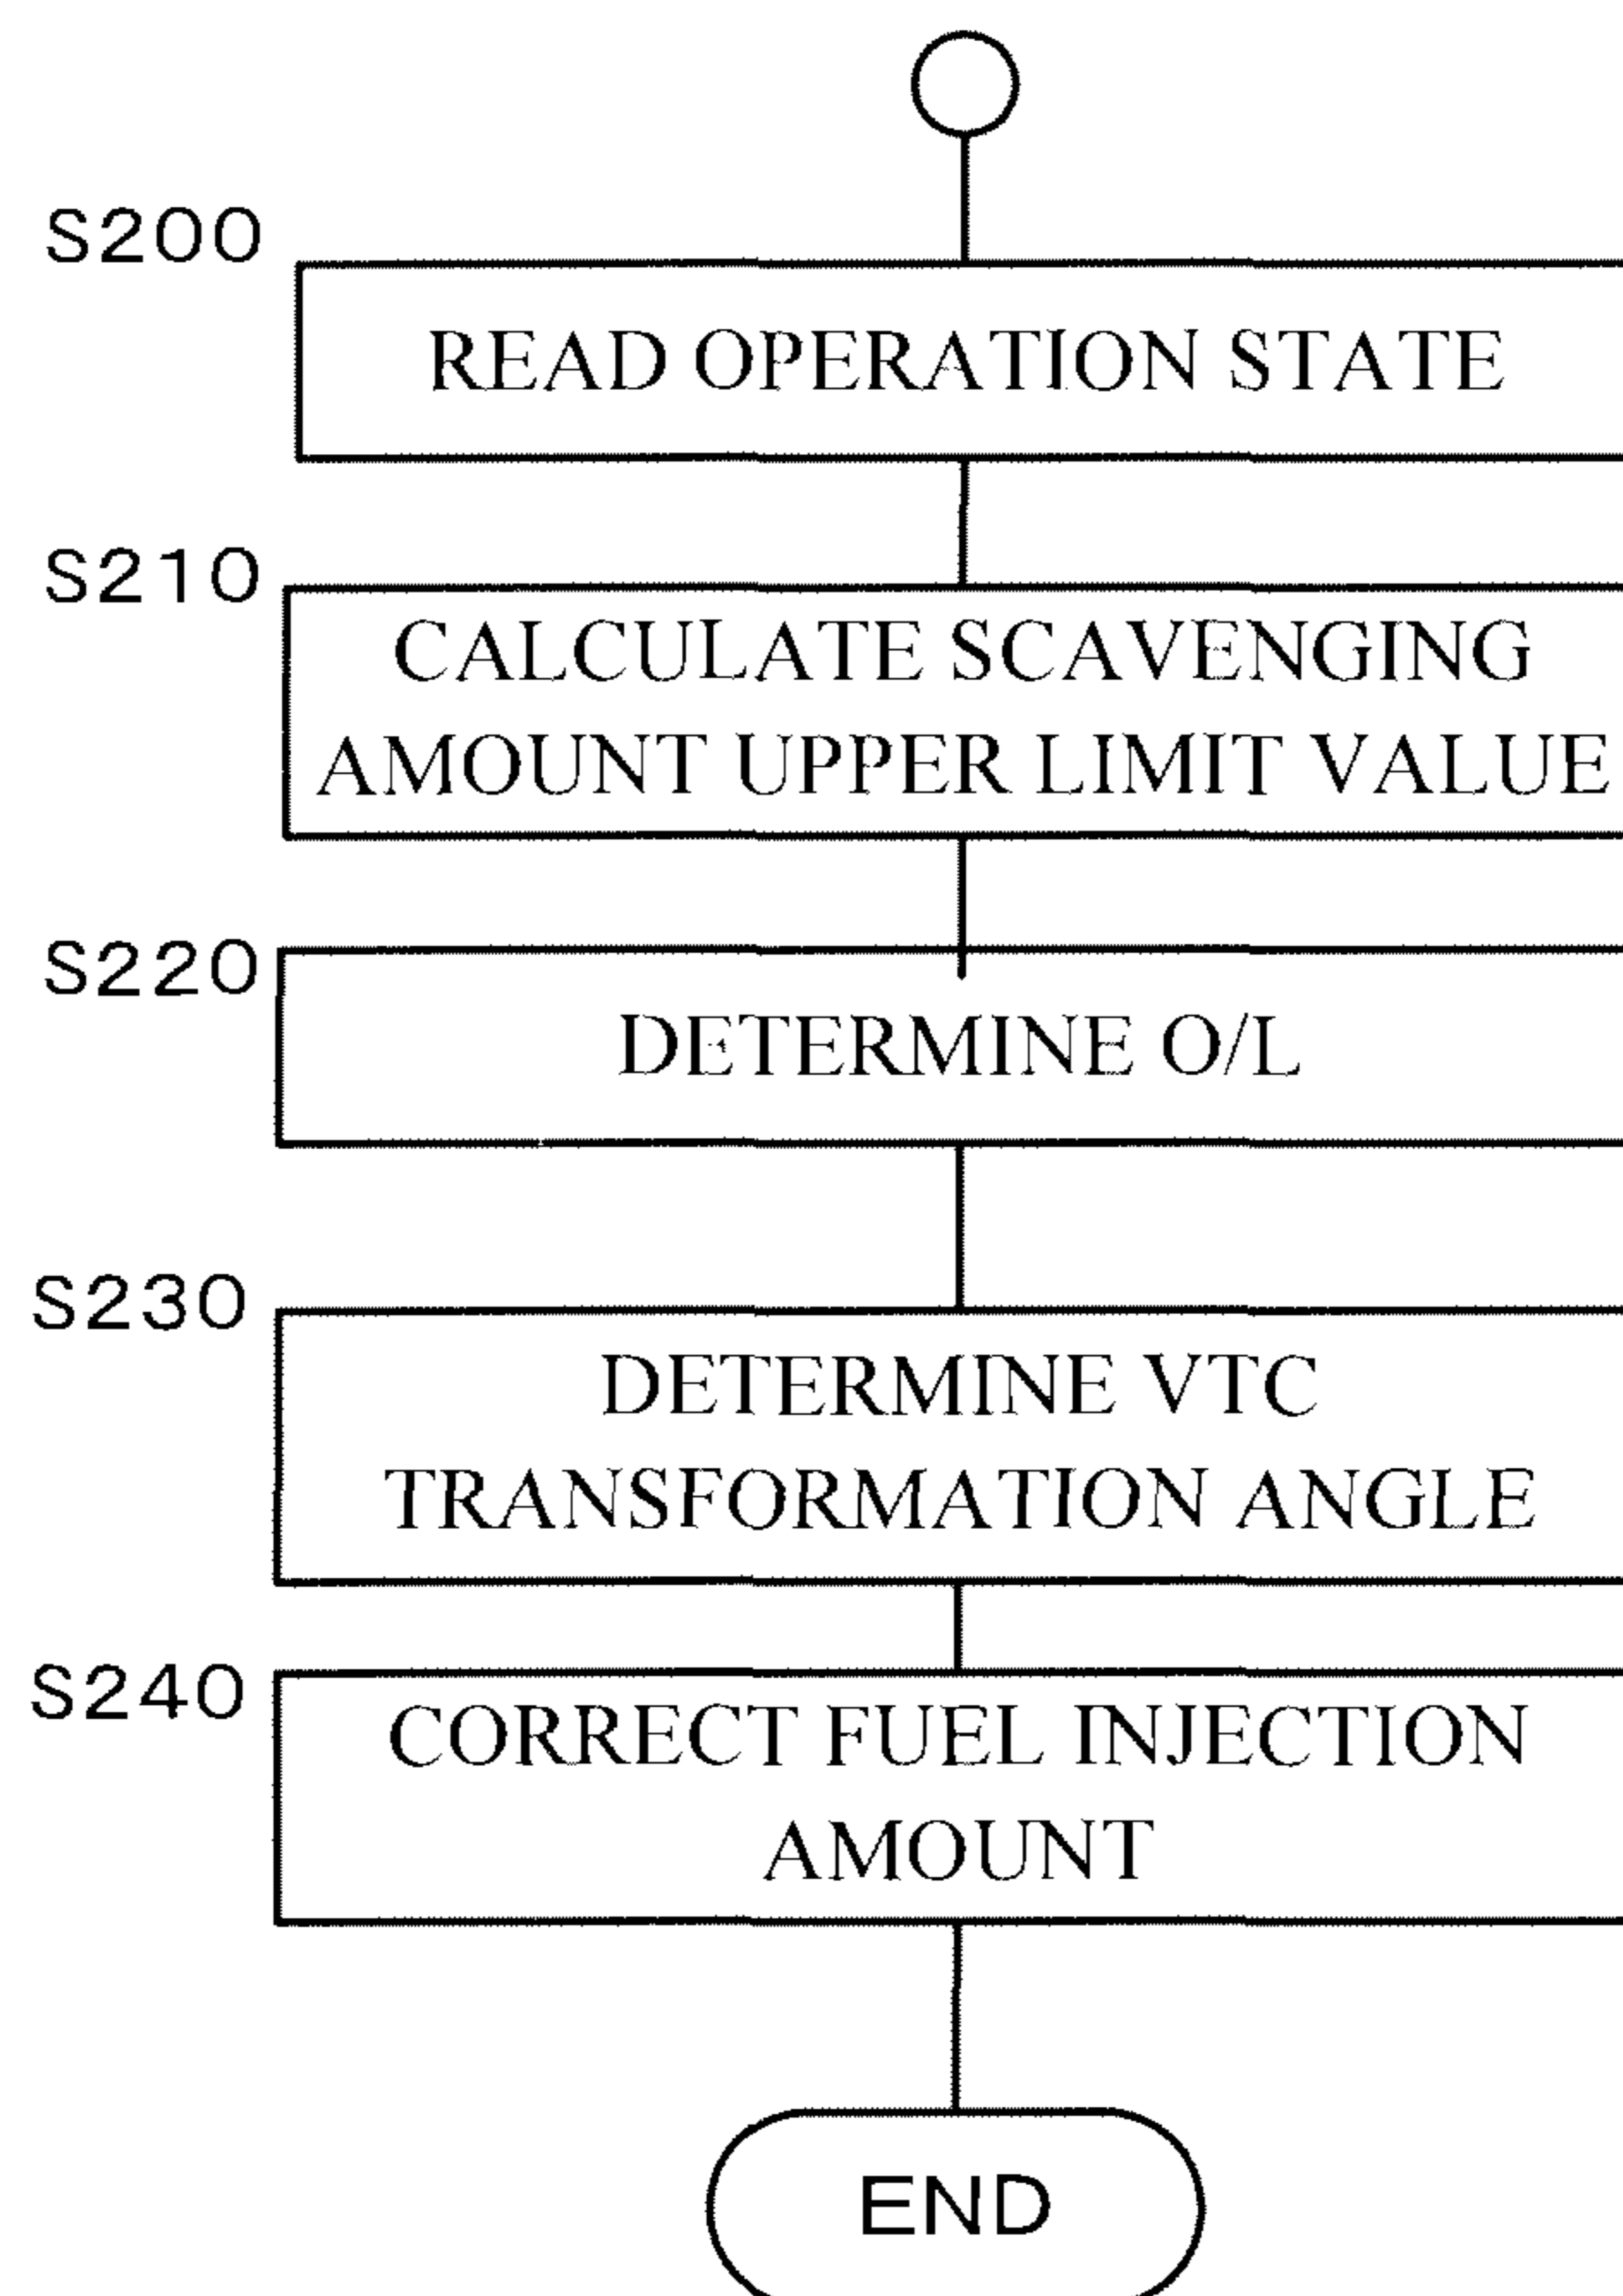 S200
READ OPERATION STATE
S210
CALCULATE SCAVENGING
AMOUNT UPPER LIMIT VALUE
S220
DETERMINE O/L
S230
DETERMINE VTC
TRANSFORMATION ANGLE
S240
CORRECT FUEL INJECTION
AMOUNT
END